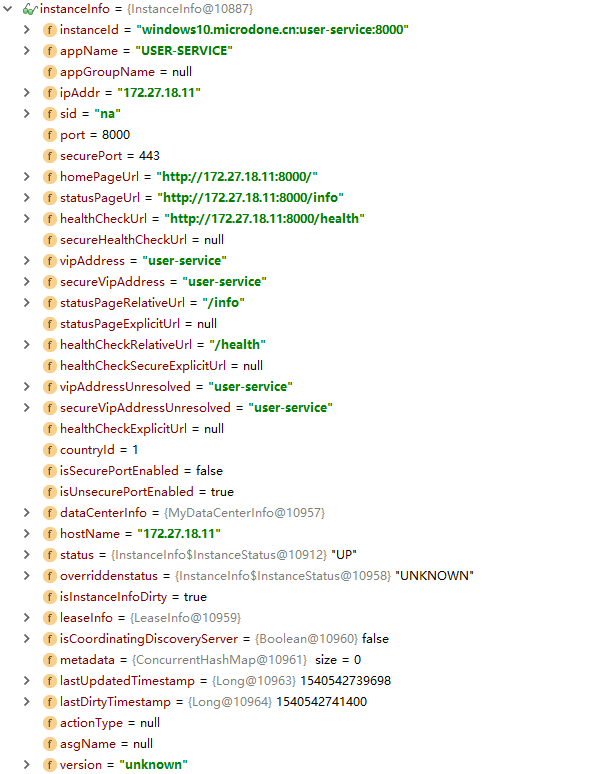 instanceInfo = {InstanceInfo@10887}
f instanceId = "windows10.microdone.cn:user-service:8000"
f appName = "USER-SERVICE"
f appGroupName = null
f ipAddr = "172.27.18.11"
f sid = "na"
f port = 8000
f securePort = 443
f homePageUrl = "http://172.27.18.11:8000/"
f statusPageUrl = "http://172.27.18.11:8000/info"
f healthCheckUrl = "http://172.27.18.11:8000/health"
f secureHealthCheckUrl = null
f vipAddress = "user-service"
f secureVipAddress = "user-service"
f statusPageRelativeUrl = "/info"
f statusPageExplicitUrl = null
f healthCheckRelativeUrl = "/health"
f healthCheckSecureExplicitUrl = null
f vipAddressUnresolved = "user-service"
f secureVipAddressUnresolved = "user-service"
f healthCheckExplicitUrl = null
f countryId = 1
f isSecurePortEnabled = false
f isUnsecurePortEnabled = true
f dataCenterInfo = {MyDataCenterInfo@10957}
f hostName = "172.27.18.11"
f status = {InstanceInfo$InstanceStatus@10912} "UP"
f overriddenstatus = {InstanceInfo$InstanceStatus@10958} "UNKNOWN"
f isInstanceInfoDirty = true
f leaseInfo = {LeaseInfo@10959}
f isCoordinatingDiscoveryServer = {Boolean@10960} false
f metadata = {ConcurrentHashMap@10961} size = 0
f lastUpdatedTimestamp = {Long@10963} 1540542739698
f lastDirtyTimestamp = {Long@10964} 1540542741400
f actionType = null
f asgName = null
f version = "unknown"